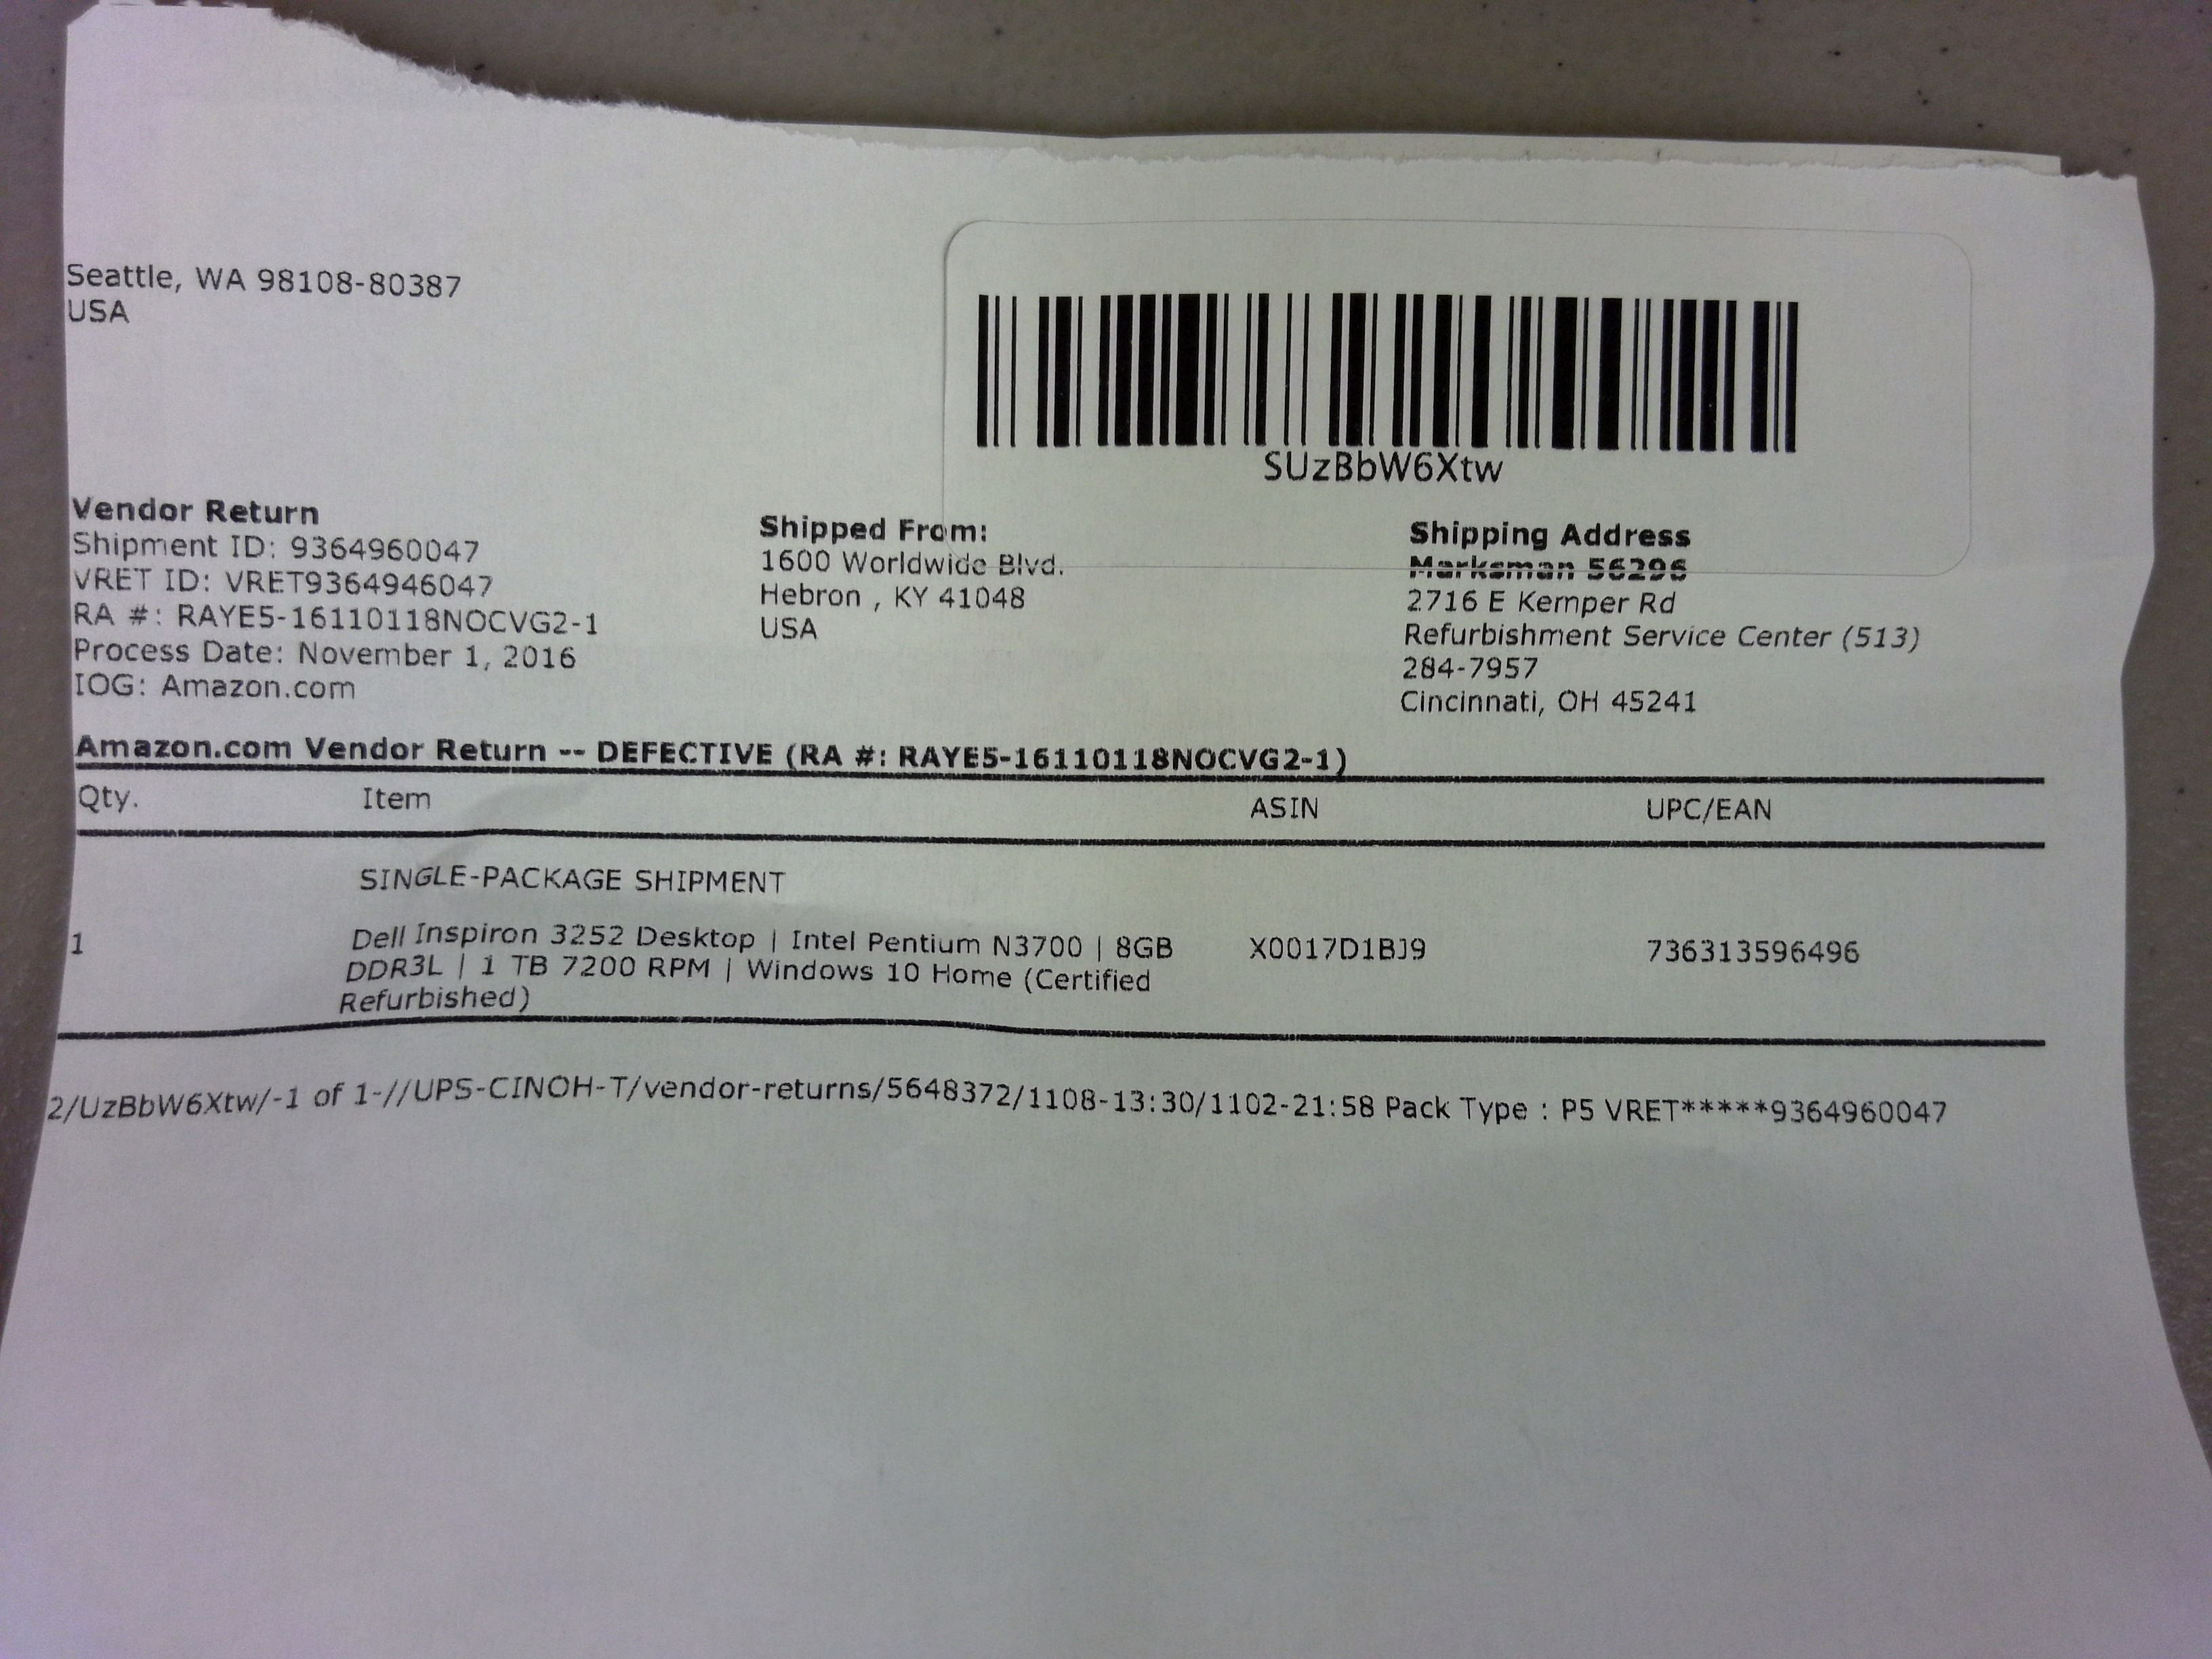 Seattle, WA 98108-80387
USA
SUzBbW6Xtw
Vendor Return
Shipment ID: 9364960047
VRET ID: VRET9364946047
RA #: RAYE5-16110118NOCVG2-1
Process Date: November 1, 2016
IOG: Amazon.com
Shipped From:
1600 Worldwide Blvd.
Hebron , KY 41048
USA
Shipping Address
Marksman 56296
2716 E Kemper Rd
Refurbishment Service Center (513)
284-7957
Cincinnati, OH 45241
Amazon.com Vendor Return -- DEFECTIVE (RA #: RAYE5-16110118NOCVG2-1)
Qty. Item ASIN UPC/EAN
SINGLE-PACKAGE SHIPMENT
1 Dell Inspiron 3252 Desktop | Intel Pentium N3700 | 8GB X0017D1BJ9 736313596496
DDR3L | 1 TB 7200 RPM | Windows 10 Home (Certified
Refurbished)
2/UzBbW6Xtw/-1 of 1-//UPS-CINOH-T/vendor-returns/5648372/1108-13:30/1102-21:58 Pack Type : P5 VRET*****9364960047